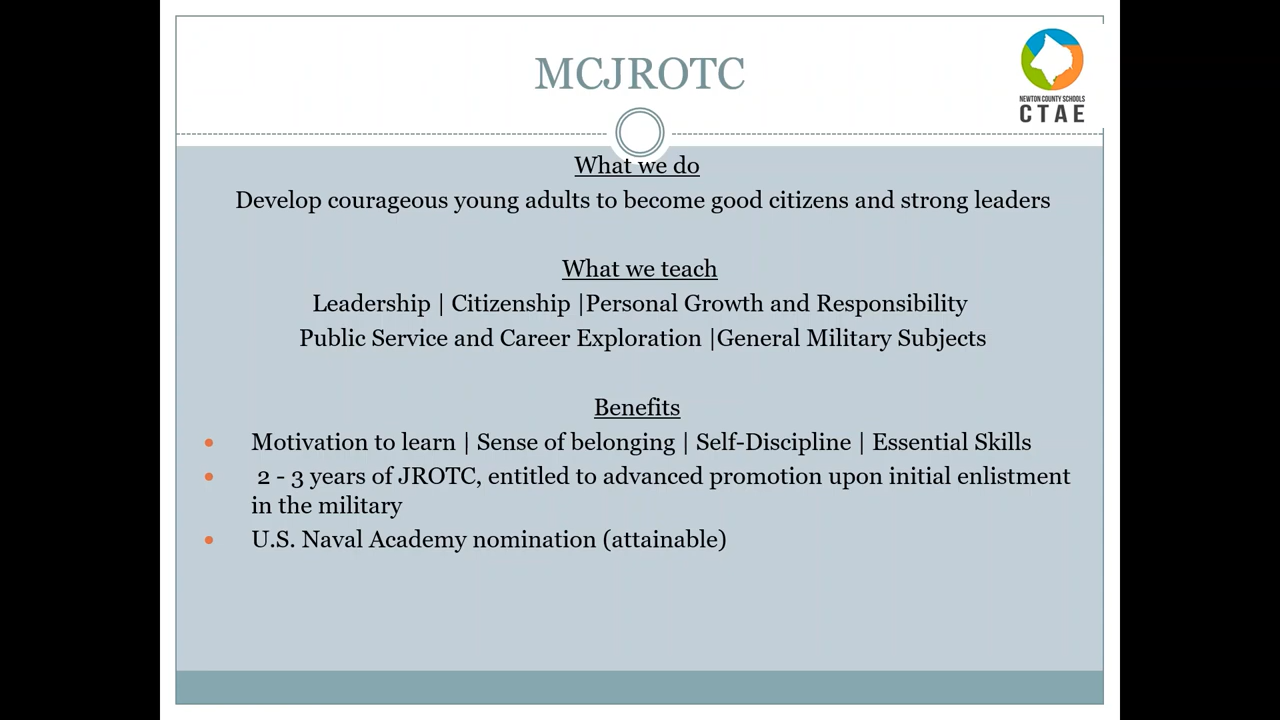 MCJROTC
NEWTON COUNTY SCHOOLS
CTAE
What we do
Develop courageous young adults to become good citizens and strong leaders
What we teach
Leadership | Citizenship |Personal Growth and Responsibility
Public Service and Career Exploration |General Military Subjects
Benefits
• Motivation to learn | Sense of belonging | Self-Discipline | Essential Skills
• 2 - 3 years of JROTC, entitled to advanced promotion upon initial enlistment
in the military
• U.S. Naval Academy nomination (attainable)